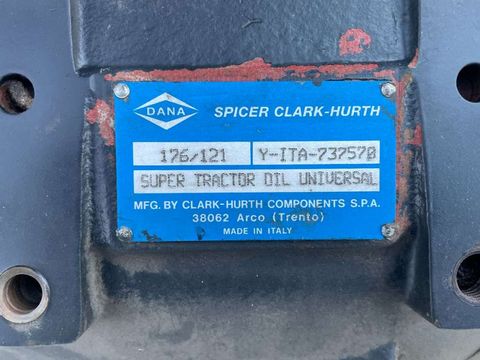 DANA
SPICER CLARK-HURTH
176/121 Y-ITA-737570
SUPER TRACTOR OIL UNIVERSAL
MFG. BY CLARK-HURTH COMPONENTS S.P.A.
38062 Arco (Trento)
MADE IN ITALY